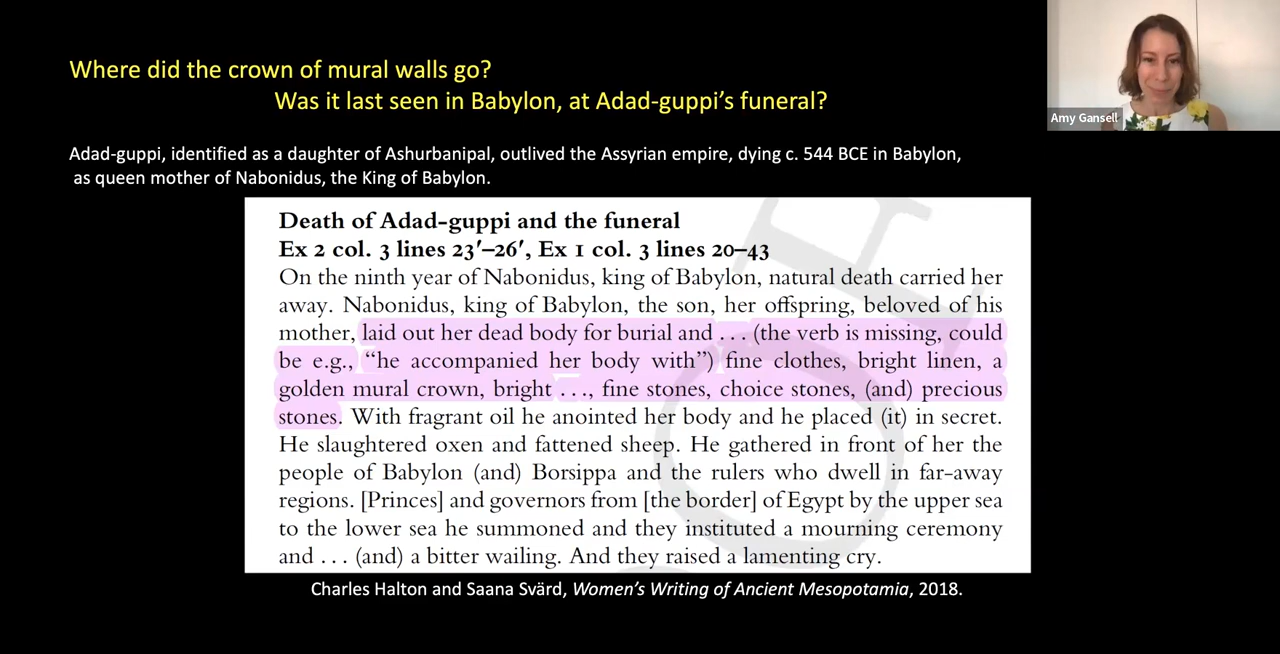 Where did the crown of mural walls go?
Was it last seen in Babylon, at Adad-guppi's funeral?
Amy Gansell
Adad-guppi, identified as a daughter of Ashurbanipal, outlived the Assyrian empire, dying c. 544 BCE in Babylon,
as queen mother of Nabonidus, the King of Babylon.
Death of Adad-guppi and the funeral
Ex 2 col. 3 lines 23′–26′, Ex 1 col. 3 lines 20–43
On the ninth year of Nabonidus, king of Babylon, natural death carried her
away. Nabonidus, king of Babylon, the son, her offspring, beloved of his
mother, laid out her dead body for burial and . . . (the verb is missing, could
be e.g., “he accompanied her body with”) fine clothes, bright linen, a
golden mural crown, bright . . ., fine stones, choice stones, (and) precious
stones. With fragrant oil he anointed her body and he placed (it) in secret.
He slaughtered oxen and fattened sheep. He gathered in front of her the
people of Babylon (and) Borsippa and the rulers who dwell in far-away
regions. [Princes] and governors from [the border] of Egypt by the upper sea
to the lower sea he summoned and they instituted a mourning ceremony
and . . . (and) a bitter wailing. And they raised a lamenting cry.
Charles Halton and Saana Svärd, Women’s Writing of Ancient Mesopotamia, 2018.